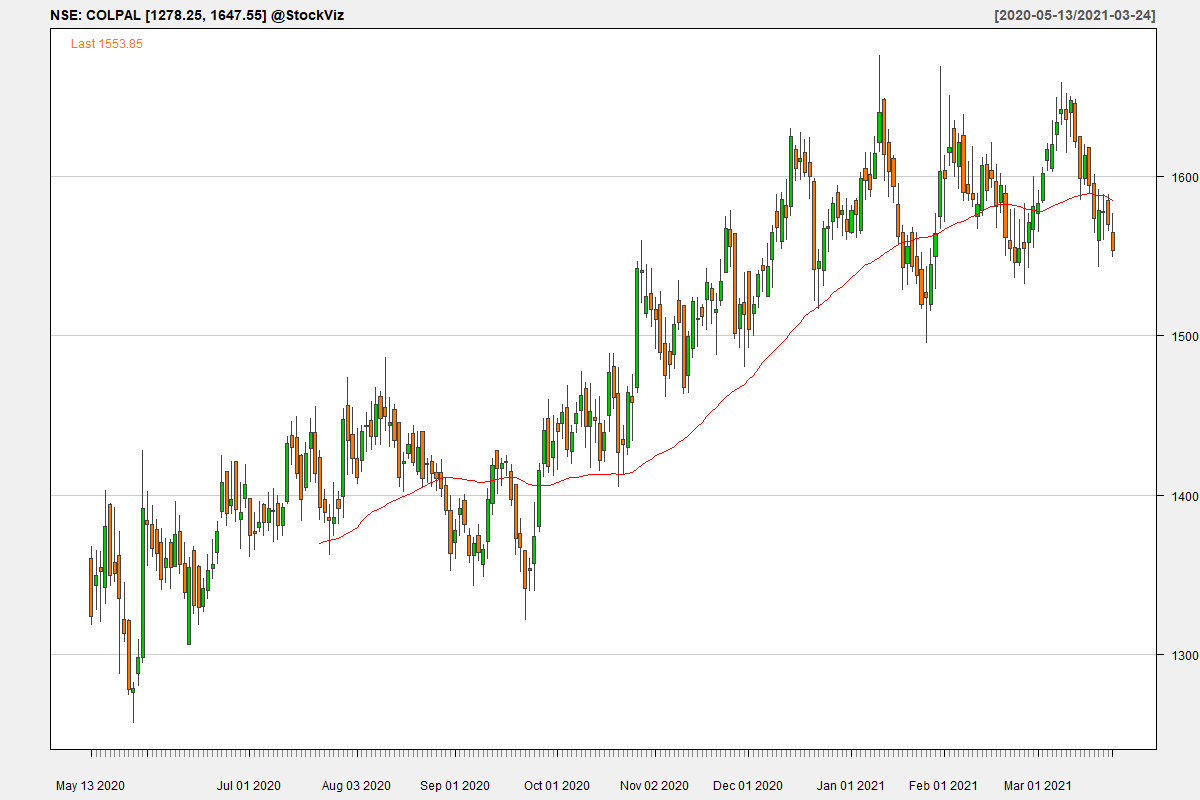 NSE: COLPAL [1278.25, 1647.55] @StockViz
[2020-05-13/2021-03-24]
Last 1553.85
1600
1500
1400
1300
May 13 2020
Jul 01 2020
Aug 03 2020
Sep 01 2020
Oct 01 2020
Nov 02 2020
Dec 01 2020
Jan 01 2021
Feb 01 2021
Mar 01 2021